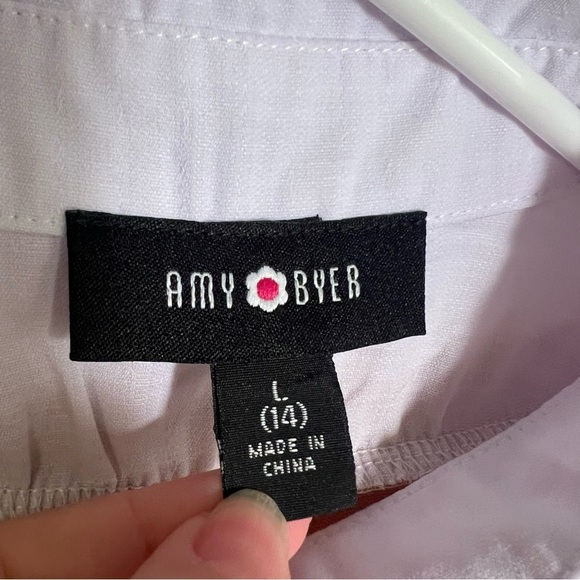 AMY BYER
L
(14)
MADE IN
CHINA